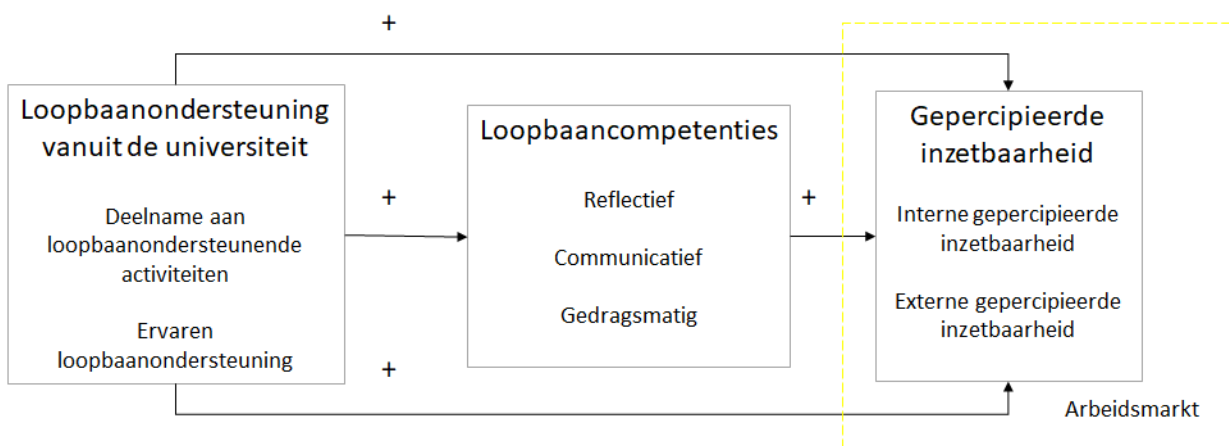 +
Loopbaanondersteuning
vanuit de universiteit
Deelname aan
loopbaanondersteunende
activiteiten
Ervaren
loopbaanondersteuning
+
+
Loopbaancompetenties
Reflectief
Communicatief
Gedragsmatig
+
Gepercipieerde
inzetbaarheid
Interne gepercipieerde
inzetbaarheid
Externe gepercipieerde
inzetbaarheid
Arbeidsmarkt